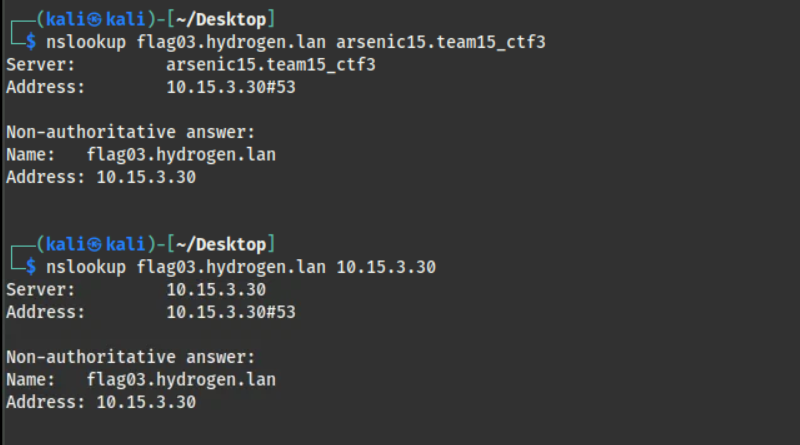 ┌──(kali㉿kali)-[~/Desktop]
└─$ nslookup flag03.hydrogen.lan arsenic15.team15_ctf3
Server:         arsenic15.team15_ctf3
Address:        10.15.3.30#53
Non-authoritative answer:
Name:   flag03.hydrogen.lan
Address: 10.15.3.30
┌──(kali㉿kali)-[~/Desktop]
└─$ nslookup flag03.hydrogen.lan 10.15.3.30
Server:         10.15.3.30
Address:        10.15.3.30#53
Non-authoritative answer:
Name:   flag03.hydrogen.lan
Address: 10.15.3.30